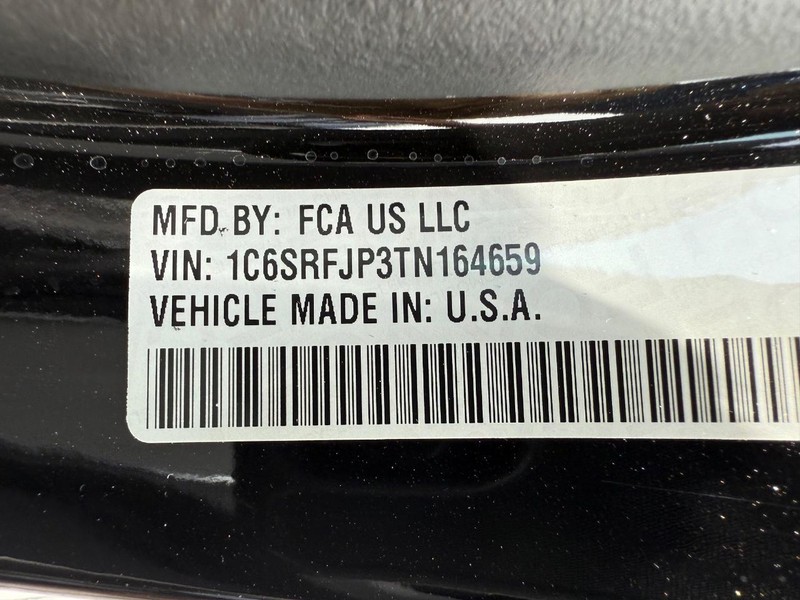 MFD. BY: FCA US LLC
VIN: 1C6SRFJP3TN164659
VEHICLE MADE IN: U.S.A.